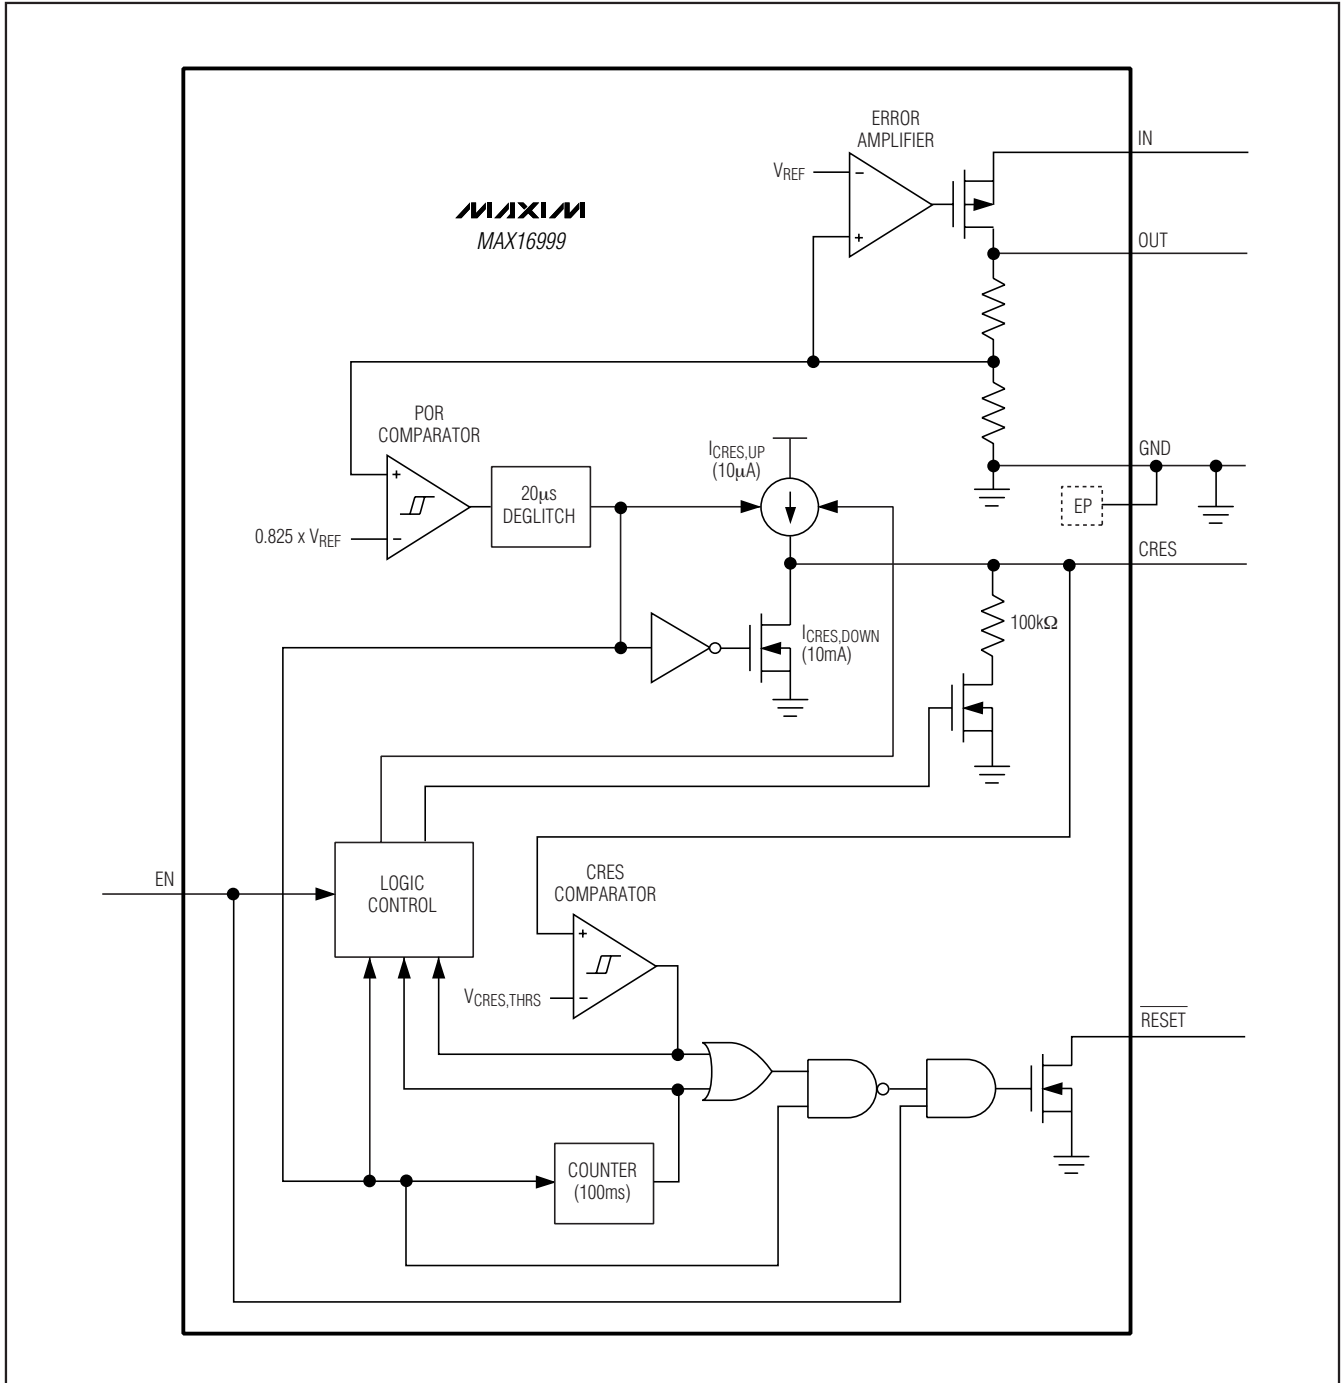 ERROR
AMPLIFIER
IN
VREF
−
+
MAXIM
MAX16999
OUT
POR
COMPARATOR
+
−
0.825 x VREF
20µs
DEGLITCH
ICRES,UP
(10µA)
GND
EP
CRES
100kΩ
ICRES,DOWN
(10mA)
EN
LOGIC
CONTROL
CRES
COMPARATOR
+
−
VCRES,THRS
RESET
COUNTER
(100ms)